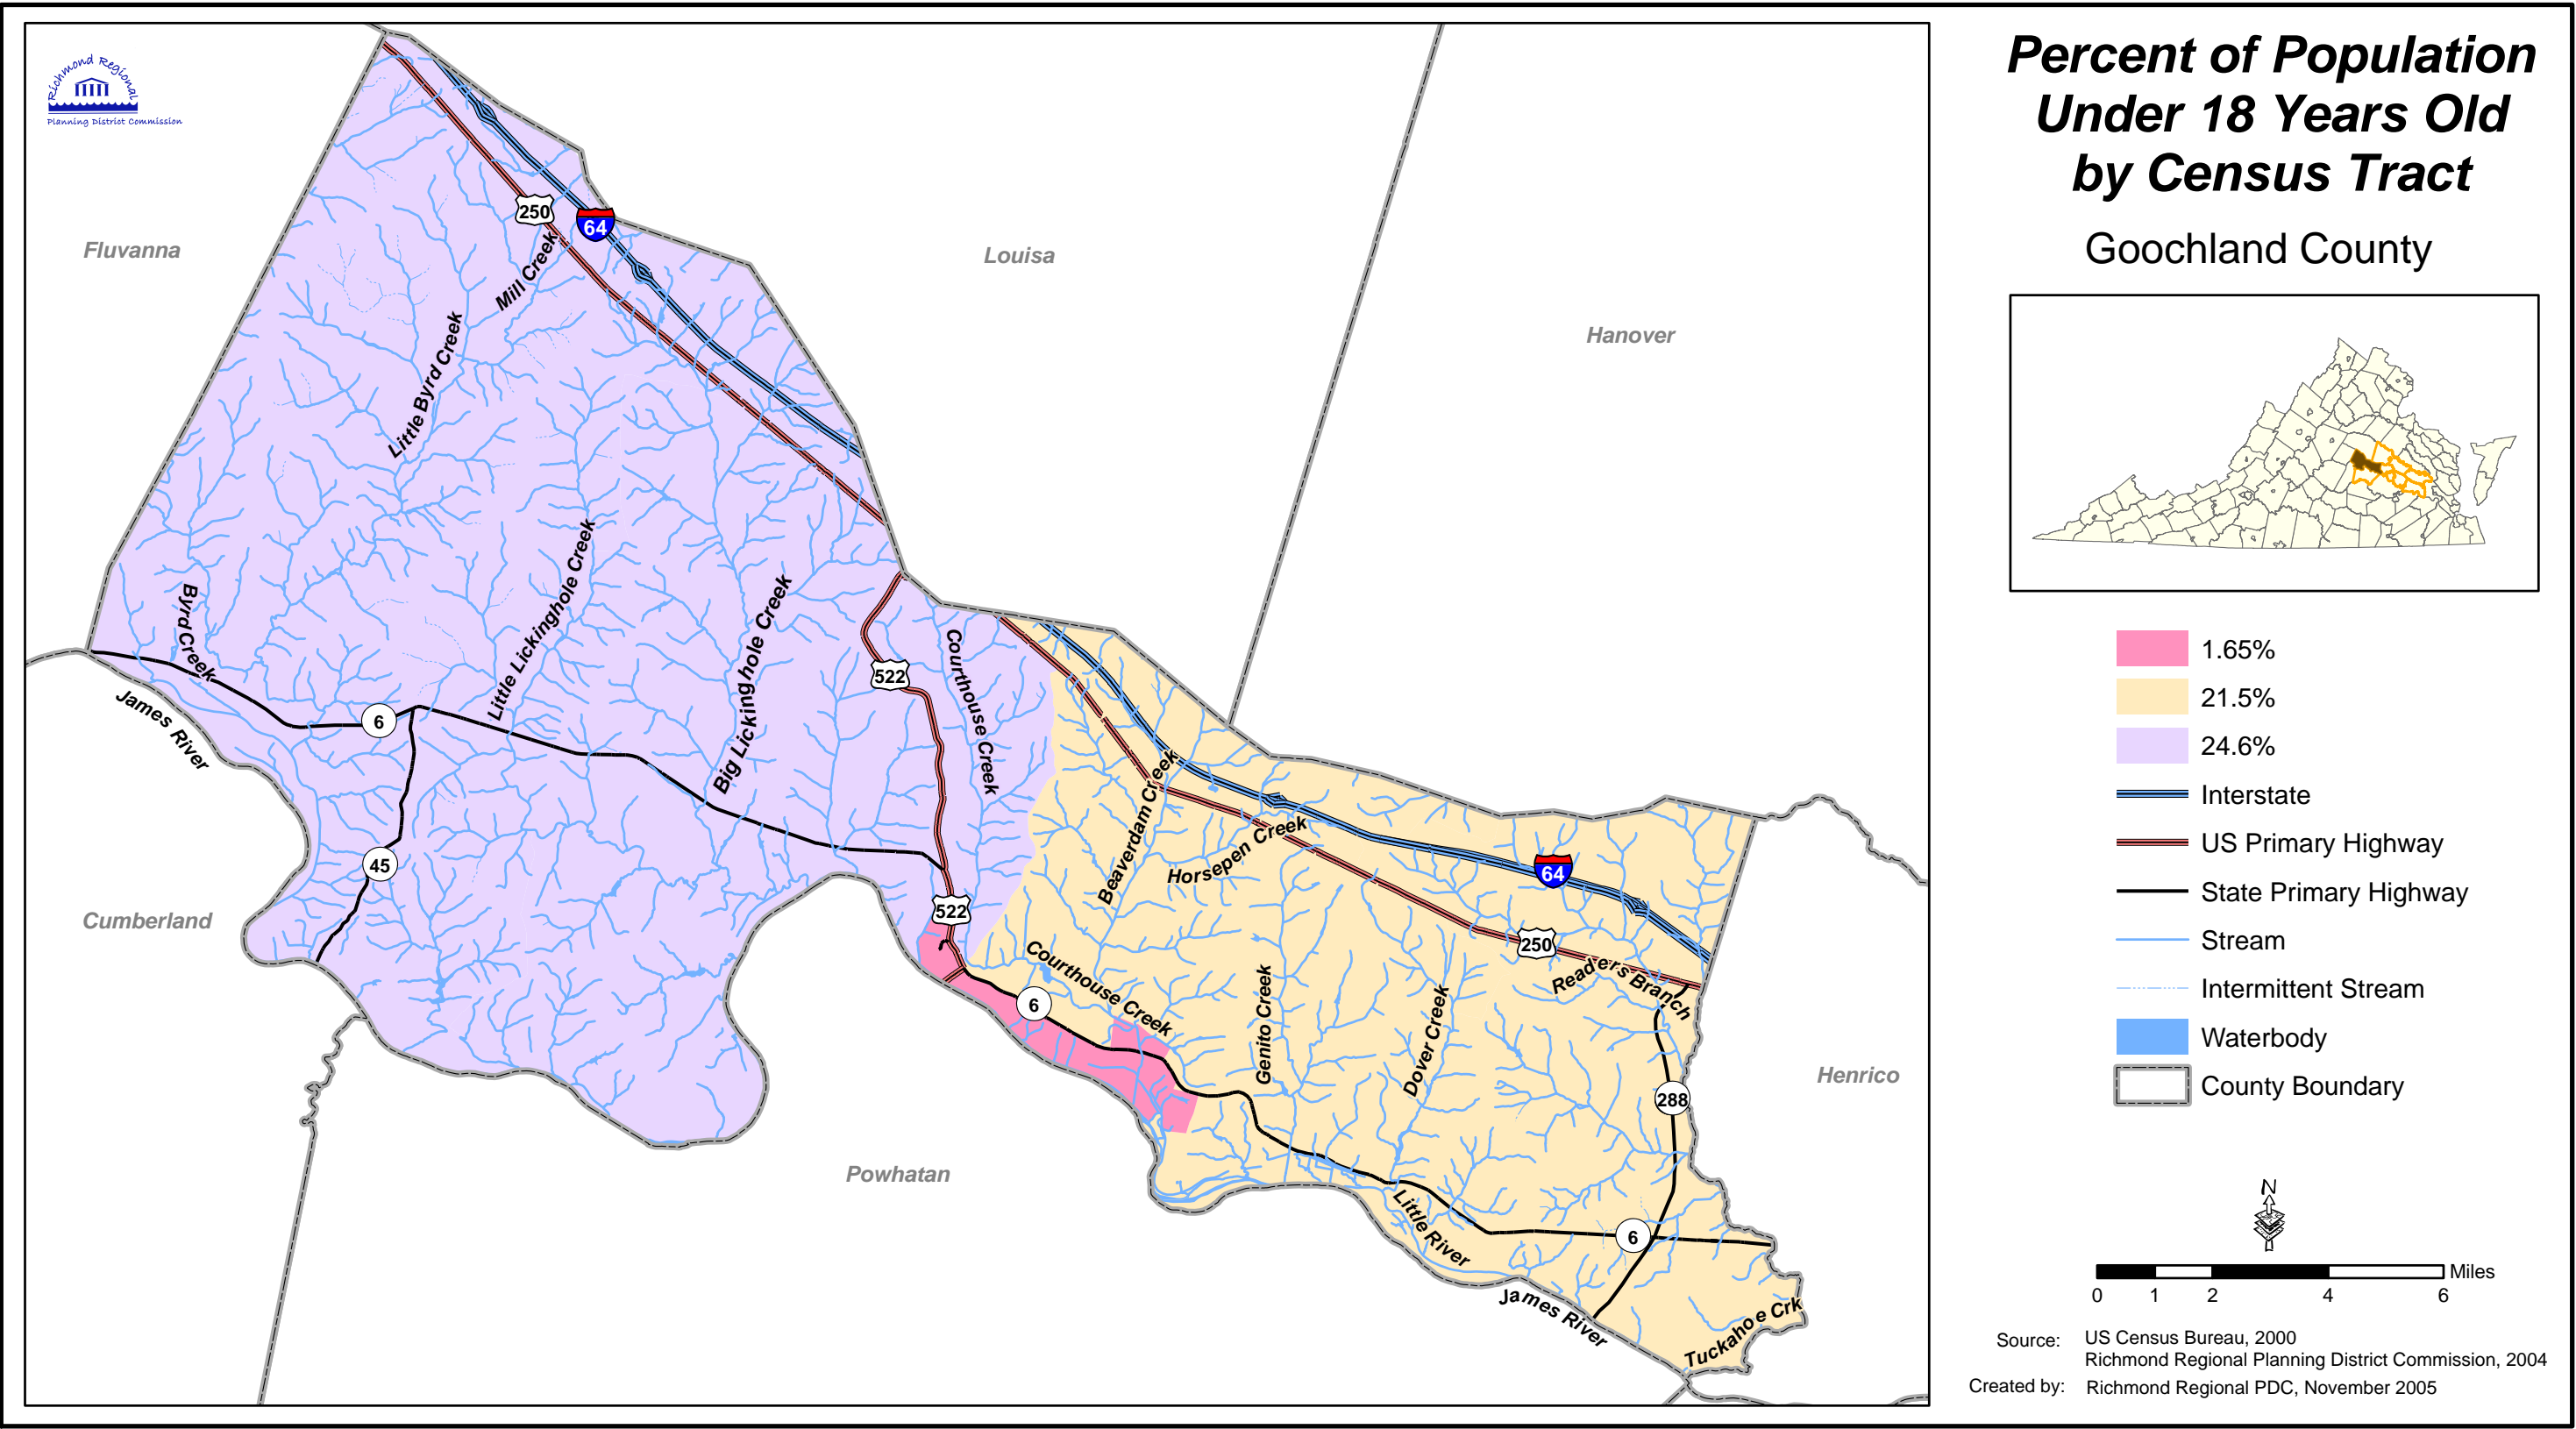 Richmond Regional
Planning District Commission
Percent of Population
Under 18 Years Old
by Census Tract
Goochland County
Fluvanna
Louisa
Hanover
Cumberland
Powhatan
Henrico
250
64
Mill Creek
Little Byrd Creek
Byrd Creek
Little Lickinghole Creek
Big Lickinghole Creek
Courthouse Creek
522
6
45
James River
522
Beaverdam Creek
Horsepen Creek
64
250
Readers Branch
Courthouse Creek
6
Genito Creek
Dover Creek
288
Little River
6
James River
Tuckahoe Crk
1.65%
21.5%
24.6%
Interstate
US Primary Highway
State Primary Highway
Stream
Intermittent Stream
Waterbody
County Boundary
N
Miles
0 1 2 4 6
Source: US Census Bureau, 2000
Richmond Regional Planning District Commission, 2004
Created by: Richmond Regional PDC, November 2005